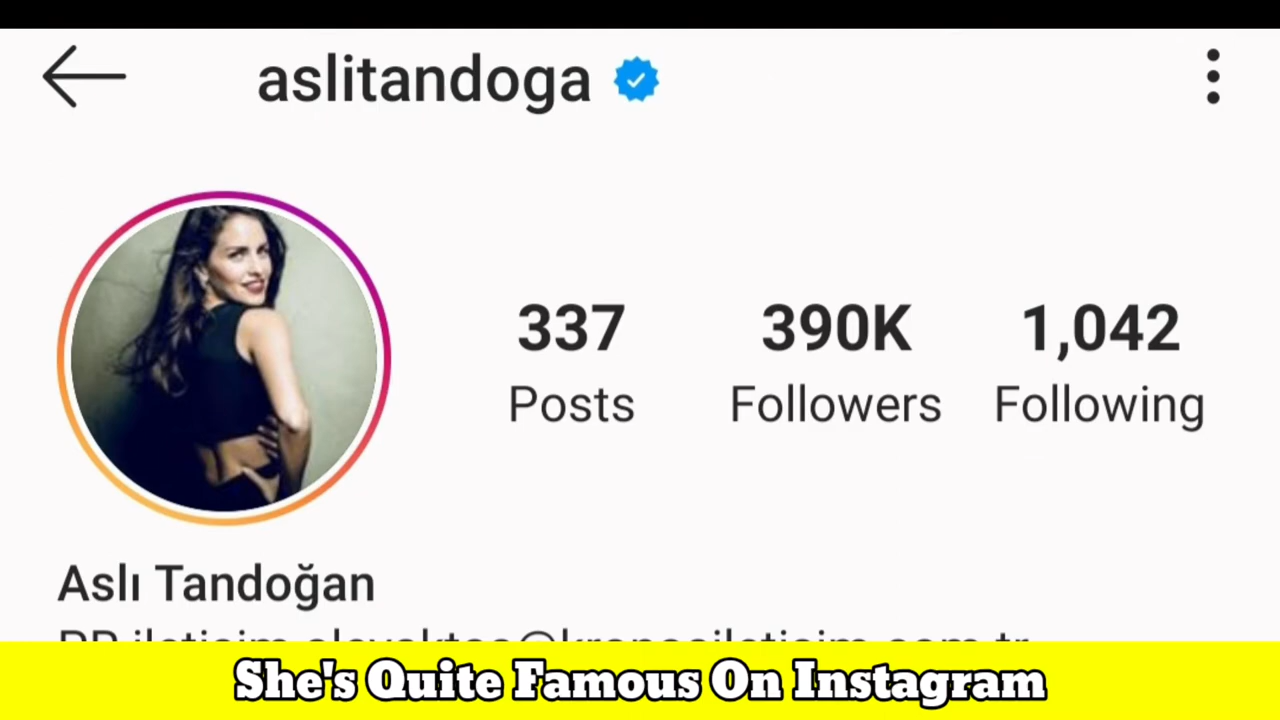 aslitandoga
337 390K 1,042
Posts Followers Following
Aslı Tandoğan
She's Quite Famous On Instagram